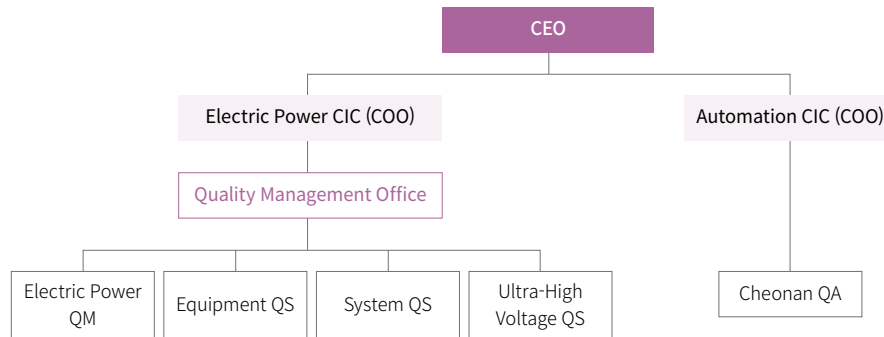 CEO
Electric Power CIC (COO)
Automation CIC (COO)
Quality Management Office
Electric Power
QM
Equipment QS
System QS
Ultra-High
Voltage QS
Cheonan QA